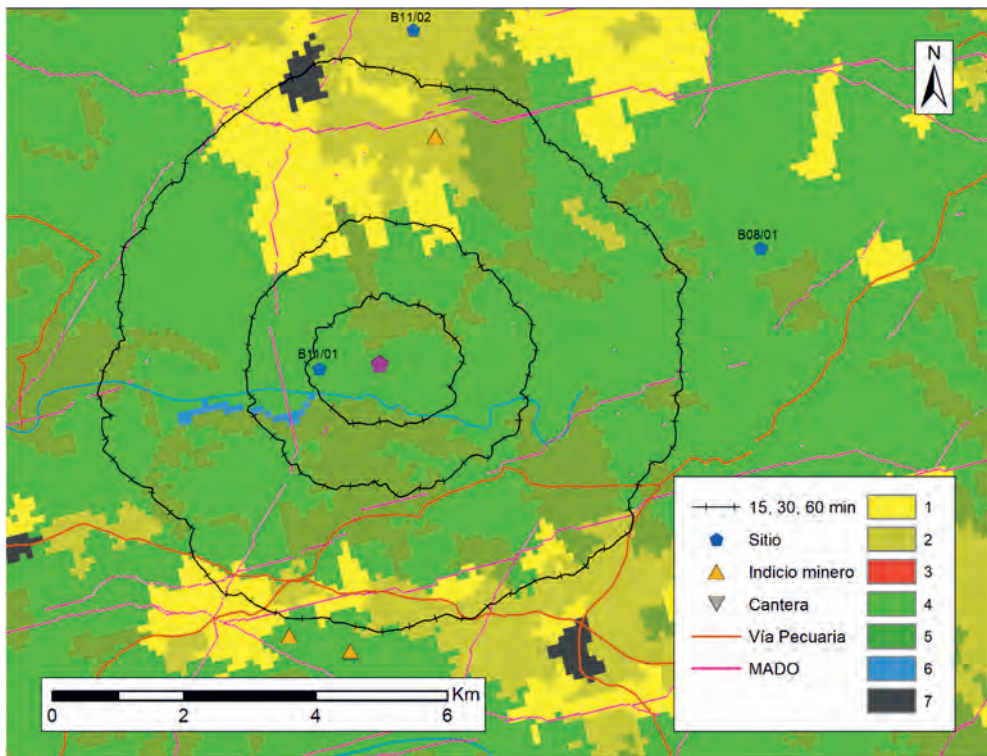 B11/02
N
B08/01
B11/01
15, 30, 60 min
Sitio
Indicio minero
Cantera
Vía Pecuaria
MADO
1
2
3
4
5
6
7
Km
0 2 4 6